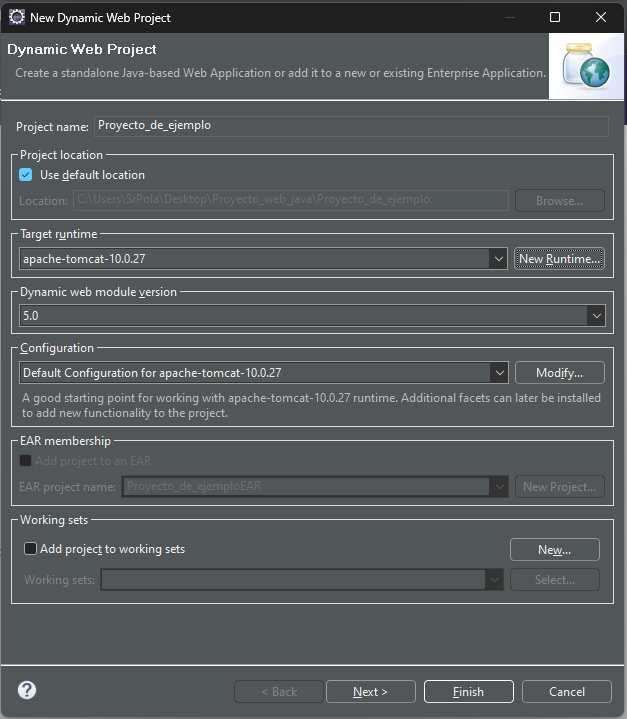 New Dynamic Web Project
Dynamic Web Project
Create a standalone Java-based Web Application or add it to a new or existing Enterprise Application.
Project name: Proyecto_de_ejemplo
Project location
Use default location
Location: C:\Users\SrPola\Desktop\Proyecto_web_java\Proyecto_de_ejemplo Browse...
Target runtime
apache-tomcat-10.0.27 New Runtime...
Dynamic web module version
5.0
Configuration
Default Configuration for apache-tomcat-10.0.27 Modify...
A good starting point for working with apache-tomcat-10.0.27 runtime. Additional facets can later be installed
to add new functionality to the project.
EAR membership
Add project to an EAR
EAR project name: Proyecto_de_ejemploEAR New Project...
Working sets
Add project to working sets New...
Working sets: Select...
? < Back Next > Finish Cancel